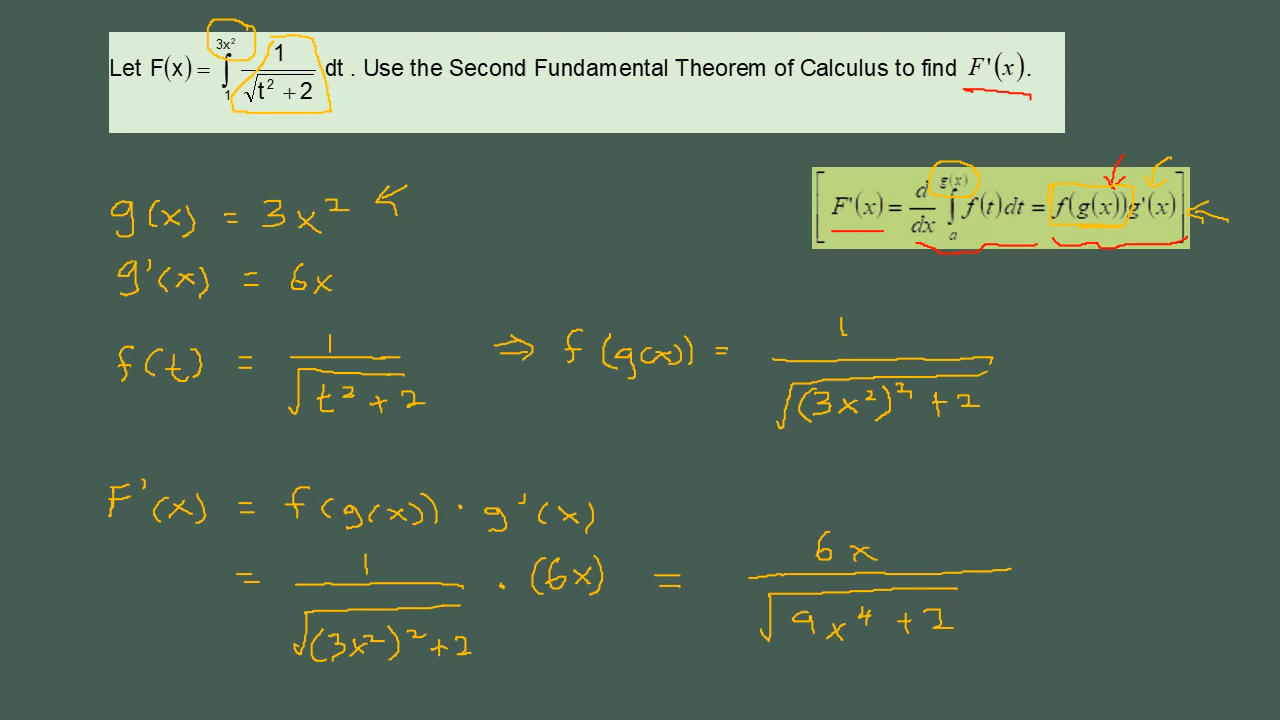 Let F(x) = ∫₁^(3x²) 1/√(t² + 2) dt . Use the Second Fundamental Theorem of Calculus to find F'(x).
[ F'(x) = d/dx ∫ₐ^(g(x)) f(t)dt = f(g(x))g'(x) ]
g(x) = 3x²
g'(x) = 6x
f(t) = 1/√(t² + 2) ⇒ f(g(x)) = 1/√((3x²)² + 2)
F'(x) = f(g(x)) · g'(x)
= 1/√((3x²)² + 2) · (6x) = 6x/√(9x⁴ + 2)